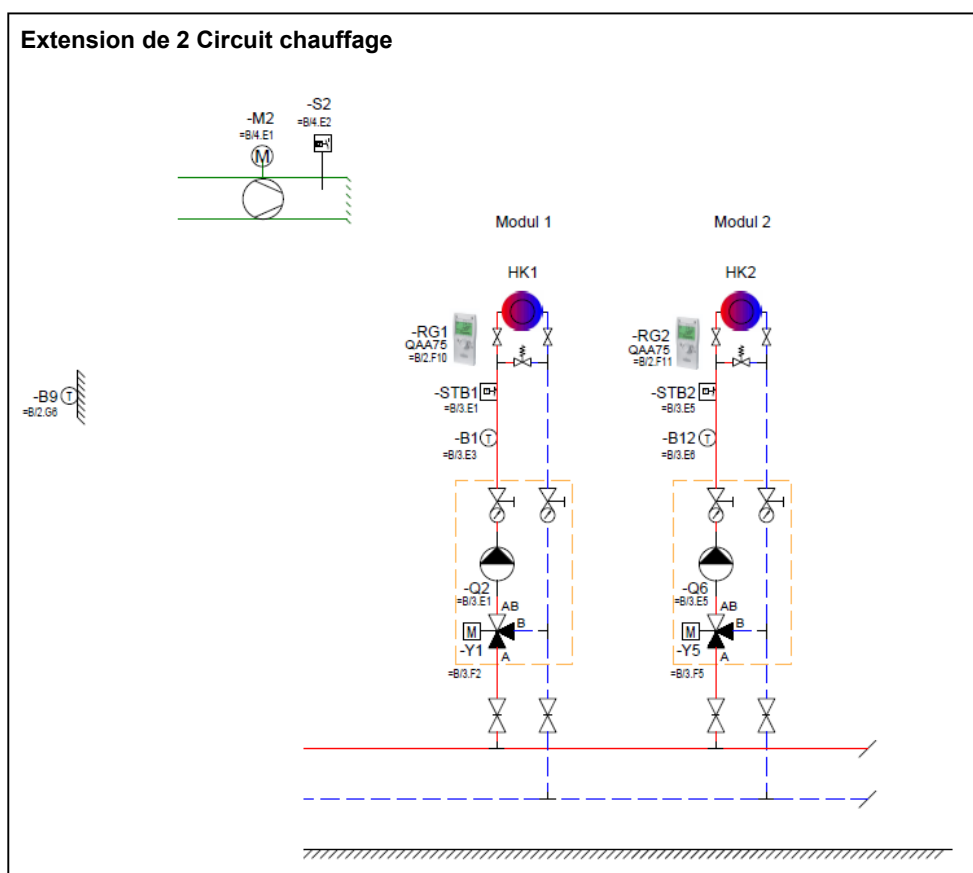 Extension de 2 Circuit chauffage
-S2
=B/4.E2
-M2
=B/4.E1
M
Modul 1
Modul 2
HK1
HK2
-RG1
QAA75
=B/2.F10
-RG2
QAA75
=B/2.F11
-B9
T
=B/2.G6
-STB1
=B/3.E1
-STB2
=B/3.E5
-B1
T
=B/3.E3
-B12
T
=B/3.E6
-Q2
=B/3.E1
AB
B
M
-Y1
A
=B/3.F2
-Q6
=B/3.E5
AB
B
M
-Y5
A
=B/3.F5